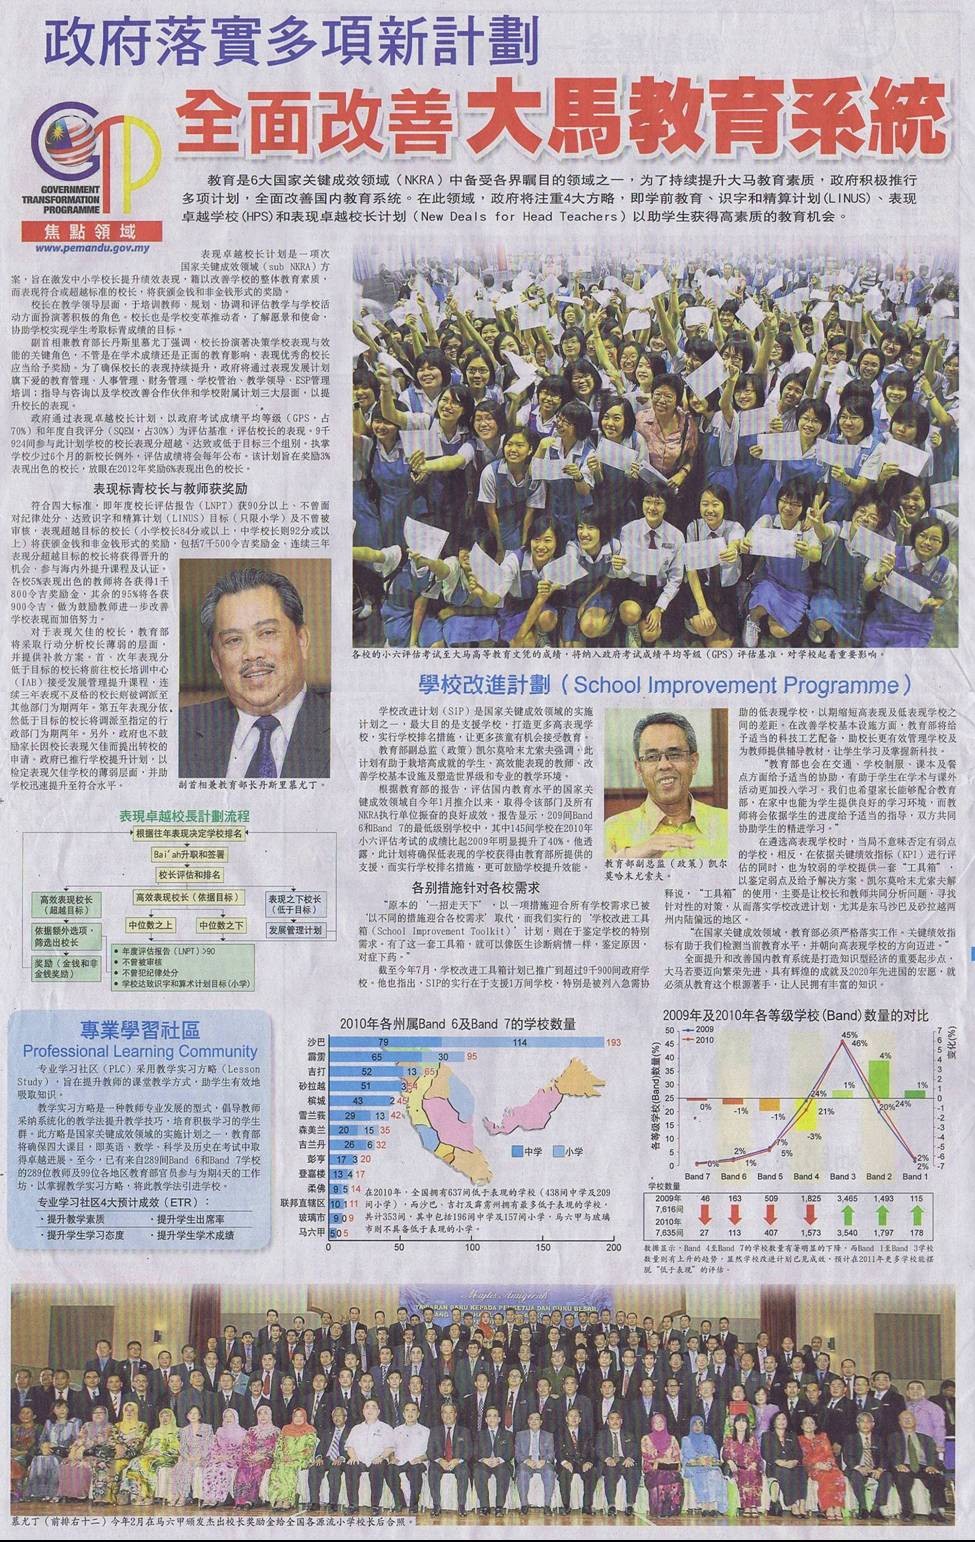 政府落實多項新計劃
全面改善大馬教育系統
GTP
GOVERNMENT
TRANSFORMATION
PROGRAMME
焦點領域
www.pemandu.gov.my
教育是6大国家关键成效领域（NKRA）中备受各界瞩目的领域之一，为了持续提升大马教育素质，政府积极推行
多项计划，全面改善国内教育系统。在此领域，政府将注重4大方略，即学前教育、识字和精算计划(LINUS)、表现
卓越学校(HPS)和表现卓越校长计划（New Deals for Head Teachers）以助学生获得高素质的教育机会。
表现卓越校长计划是一项次
国家关键成效领域（sub NKRA）方
案，旨在激发中小学校长提升绩效表现，籍以改善学校的整体教育素质，
而表现符合或超越标准的校长，将获颁金钱和非金钱形式的奖励。
校长在教学领导层面，于培训教师、规划、协调和评估教学与学校活
动方面扮演著积极的角色。校长也是学校变革推动者，了解愿景和使命，
协助学校实现学生考取标青成绩的目标。
副首相兼教育部长丹斯里慕尤丁强调，校长扮演著决策学校表现与效
能的关键角色，不管是在学术成绩还是正面的教育影响，表现优秀的校长
应当给予奖励。为了确保校长的表现持续提升，政府将通过表现发展计划
旗下爱的教育管理、人事管理、财务管理、学校管治、教学领导、ESP管理
培训；指导与咨询以及学校改善合作伙伴和学校附属计划三大层面，以提
升校长的表现。
政府通过表现卓越校长计划，以政府考试成绩平均等级（GPS，占
70%）和年度自我评分（SQEM，占30%）为评估基准，评估校长的表现。9千
924间参与此计划学校的校长表现分超越、达致或低于目标三个组别。执掌
学校少过6个月的新校长例外，评估成绩将会每年公布。该计划旨在奖励3%
表现出色的校长，放眼在2012年奖励6%表现出色的校长。
表现标青校长与教师获奖励
符合四大标准，即年度校长评估报告（LNPT）获90分以上、不曾面
对纪律处分、达致识字和精算计划（LINUS）目标（只限小学）及不曾被
审核，表现超越目标的校长（小学校长84分或以上，中学校长则92分或以
上）将获颁金钱和非金钱形式的奖励，包括7千500令吉奖励金、连续三年
表现分超越目标的校长将获得晋升的
机会、参与海内外提升课程及认证。
各校5%表现出色的教师将各获得1千
800令吉奖励金，其余的95%将各获
900令吉，做为鼓励教师进一步改善
学校表现而加倍努力。
对于表现欠佳的校长，教育部
将采取行动分析校长薄弱的层面，
并提供补救方案。首、次年表现分
低于目标的校长将前往校长培训中心
（IAB）接受发展管理提升课程，连
续三年表现不及格的校长则被调派至
其他部门为期两年。第五年表现分依
然低于目标的校长将调派至指定的行
政部门为期两年。另外，政府也不鼓
励家长因校长表现欠佳而提出转校的
申请。政府已推行学校提升计划，以
检定表现欠佳学校的薄弱层面，并助
学校迅速提升至符合水平。
副首相兼教育部长丹斯里慕尤丁。
各校的小六评估考试至大马高等教育文凭的成绩，将纳入政府考试成绩平均等级（GPS）评估基准，对学校起着重要影响。
學校改進計劃（School Improvement Programme）
学校改进计划（SIP）是国家关键成效领域的实施
计划之一，最大目的是支援学校，打造更多高表现学
校，实行学校排名措施，让更多孩童有机会接受教育。
教育部副总监（政策）凯尔莫哈末尤索夫强调，此
计划有助于栽培高成就的学生、高效能表现的教师、改
善学校基本设施及塑造世界级和专业的教学环境。
根据教育部的报告，评估国内教育水平的国家关
键成效领域自今年1月推介以来，取得令该部门及所有
NKRA执行单位振奋的良好成效。报告显示，209间Band
6和Band 7的最低级别学校中，其中145间学校在2010年
小六评估考试的成绩比起2009年明显提升了40%。他透
露，此计划将确保低表现的学校获得由教育部所提供的
支援，而实行学校排名措施，更可鼓励学校提升效能。
各别措施针对各校需求
“原本的‘一招走天下’，以一项措施迎合所有学校需求已被
‘以不同的措施迎合各校需求’取代，而我们实行的‘学校改进工具
箱（School Improvement Toolkit）’计划，则在于鉴定学校的特别
需求。有了这一套工具箱，就可以像医生诊断病情一样，鉴定原因，
对症下药。”
截至今年7月，学校改进工具箱计划已推广到超过9千900间政府学
校。他也指出，SIP的实行在于支援1万间学校，特别是被列入急需协
教育部副总监（政策）凯尔
莫哈末尤索夫。
助的低表现学校，以期缩短高表现及低表现学校之
间的差距。在改善学校基本设施方面，教育部将给
予适当的科技工艺配备，助校长更有效管理学校及
为教师提供辅导教材，让学生学习及掌握新科技。
“教育部也会在交通、学校制服、课本及餐
点方面给予适当的协助，有助于学生在学术与课外
活动更加投入学习。我们也希望家长能够配合教育
部，在家中也能为学生提供良好的学习环境，而教
师将会依据学生的进度给予适当的指导，双方共同
协助学生的精进学习。”
在遴选高表现学校时，当局不意味否定有弱点
的学校，相反，在依据关键绩效指标（KPI）进行评
估的同时，也为较弱的学校提供一套“工具箱”，
以鉴定弱点及给予解决方案。凯尔莫哈末尤索夫解
释说，“工具箱”的使用，主要是让校长和教师共同分析问题，寻找
针对性的对策，从而落实学校改进计划，尤其是东马沙巴及砂拉越两
州内陆偏远的地区。
“在国家关键成效领域，教育部必须严格落实工作。关键绩效指
标有助于我们检测当前教育水平，并朝向高表现学校的方向迈进。”
全面提升和改善国内教育系统是打造知识型经济的重要起步点，
大马若要迈向繁荣先进、具有辉煌的成就及2020年先进国的宏愿，就
必须从教育这个根源著手，让人民拥有丰富的知识。
表現卓越校長計劃流程
根据往年表现决定学校排名
Bai'ah升职和签署
校长评估和排名
高效表现校长
（超越目标）
高效表现校长（依据目标）
表现之下校长
（低于目标）
依据额外选项，
筛选出校长
中位数之上
中位数之下
发展管理计划
奖励（金钱和非
金钱奖励）
• 年度评估报告（LNPT）>90
• 不曾被审核
• 不曾犯纪律处分
• 学校达致识字和算术计划目标(小学)
專業學習社區
Professional Learning Community
专业学习社区（PLC）采用教学实习方略（Lesson
Study），旨在提升教师的课堂教学方式，助学生有效地
吸取知识。
教学实习方略是一种教师专业发展的型式，倡导教师
采纳系统化的教学法提升教学技巧，培育积极学习的学生
群。此方略是国家关键成效领域的实施计划之一，教育部
将确保四大课目，即英语、数学、科学及历史在考试中取
得卓越进展。至今，已有来自289间Band 6和Band 7学校
的289位教师及99位各地区教育部官员参与为期4天的工作
坊，以掌握教学实习方略，将此教学法引进学校。
专业学习社区4大预计成效（ETR）：
·提升教学素质 ·提升学生出席率
·提升学生学习态度 ·提升学生学术成绩
2010年各州属Band 6及Band 7的学校数量
沙巴 79 114 193
霹雳 65 30 95
吉打 52 13 65
砂拉越 51 3 54
槟城 43 2 45
雪兰莪 29 13 42
森美兰 20 15 35
吉兰丹 26 6 32
彭亨 17 3 20
登嘉楼 13 4 17
柔佛 9 5 14
联邦直辖区 10 1 11
玻璃市 9 0 9
马六甲 5 0 5
0 50 100 150 200
中学 小学
在2010年，全国拥有637间低于表现的学校（438间中学及209
间小学），而沙巴、吉打及霹雳州拥有最多低于表现的学校，
共计353间，其中包括196间中学及157间小学，马六甲与玻璃
市则不具备低于表现的小学。
2009年及2010年各等级学校(Band)数量的对比
各等级学校(Band)数量(%)
变化(%)
2009
2010
50 45 40 35 30 25 20 15 10 5 0
0% -1% -1% -3% 1% 4% 1%
0% 2% 1% 7% 5% 24% 21% 45% 46% 20% 24% 2% 2%
Band 7 Band 6 Band 5 Band 4 Band 3 Band 2 Band 1
学校数量
2009年 46 163 509 1,825 3,465 1,493 115
7,616间
2010年
7,635间 27 113 407 1,573 3,540 1,797 178
数据显示，Band 4至Band 7的学校数量有著明显的下降，而Band 1至Band 3学校
数量则有上升的趋势，显然学校改进计划已见成效，预计在2011年更多学校能摆
脱“低于表现”的评估。
Majlis Anugerah
TAWARAN BARU KEPADA PENGETUA DAN GURU BESAR
慕尤丁（前排右十二）今年2月在马六甲颁发杰出校长奖励金给全国各源流小学校长后合照。